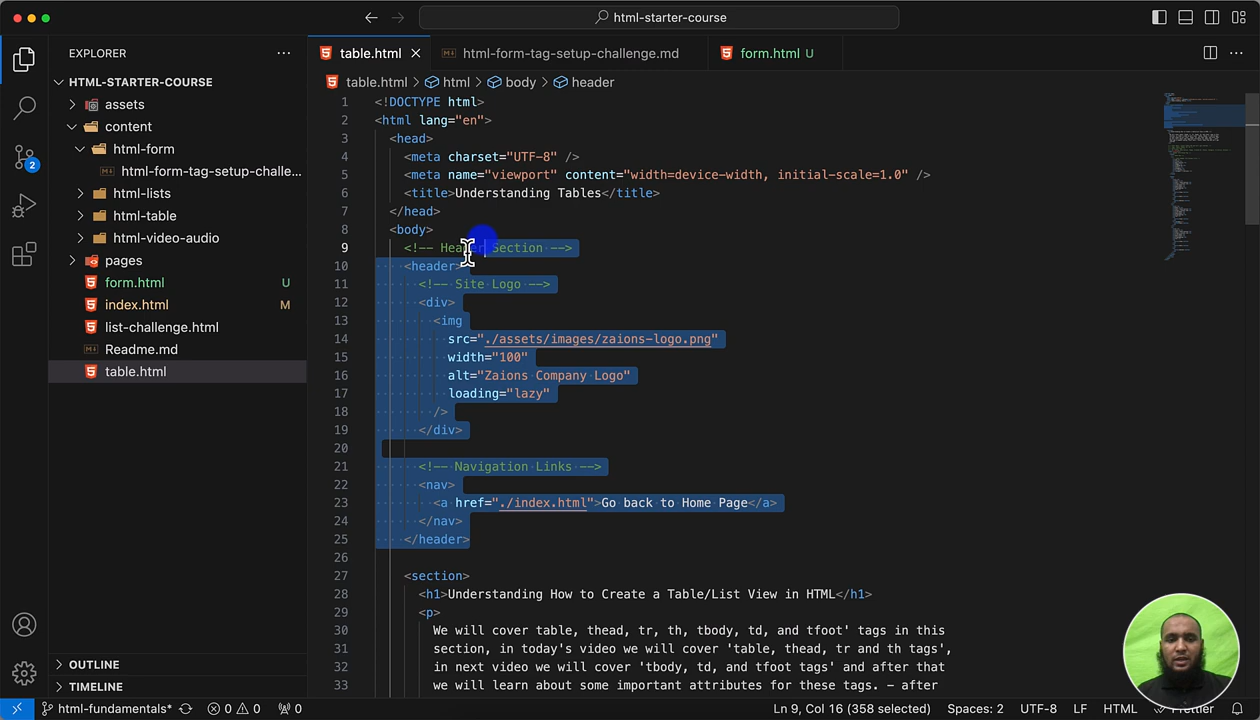 html-starter-course
EXPLORER
HTML-STARTER-COURSE
assets
content
html-form
html-form-tag-setup-challe...
html-lists
html-table
html-video-audio
pages
form.html U
index.html M
list-challenge.html
Readme.md
table.html
OUTLINE
TIMELINE
2
table.html
html-form-tag-setup-challenge.md
form.html U
table.html > html > body > header
1 <!DOCTYPE html>
2 <html lang="en">
3 <head>
4 <meta charset="UTF-8" />
5 <meta name="viewport" content="width=device-width, initial-scale=1.0" />
6 <title>Understanding Tables</title>
7 </head>
8 <body>
9 <!-- Header Section -->
10 <header>
11 <!-- Site Logo -->
12 <div>
13 <img
14 src="./assets/images/zaions-logo.png"
15 width="100"
16 alt="Zaions Company Logo"
17 loading="lazy"
18 />
19 </div>
20
21 <!-- Navigation Links -->
22 <nav>
23 <a href="./index.html">Go back to Home Page</a>
24 </nav>
25 </header>
26
27 <section>
28 <h1>Understanding How to Create a Table/List View in HTML</h1>
29 <p>
30 We will cover table, thead, tr, th, tbody, td, and tfoot' tags in this
31 section, in today's video we will cover 'table, thead, tr and th tags',
32 in next video we will cover 'tbody, td, and tfoot tags' and after that
33 we will learn about some important attributes for these tags. - after
html-fundamentals* 0 0 0 Ln 9, Col 16 (358 selected) Spaces: 2 UTF-8 LF HTML Prettier